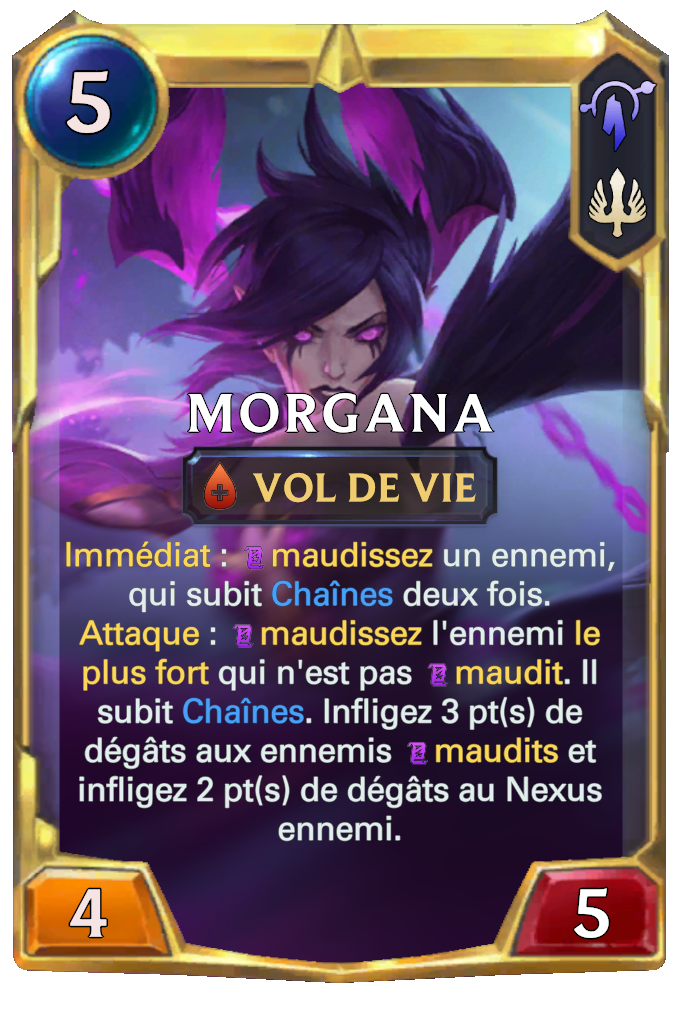 5
MORGANA
VOL DE VIE
Immédiat : maudissez un ennemi,
qui subit Chaînes deux fois.
Attaque : maudissez l'ennemi le
plus fort qui n'est pas maudit. Il
subit Chaînes. Infligez 3 pt(s) de
dégâts aux ennemis maudits et
infligez 2 pt(s) de dégâts au Nexus
ennemi.
4
5